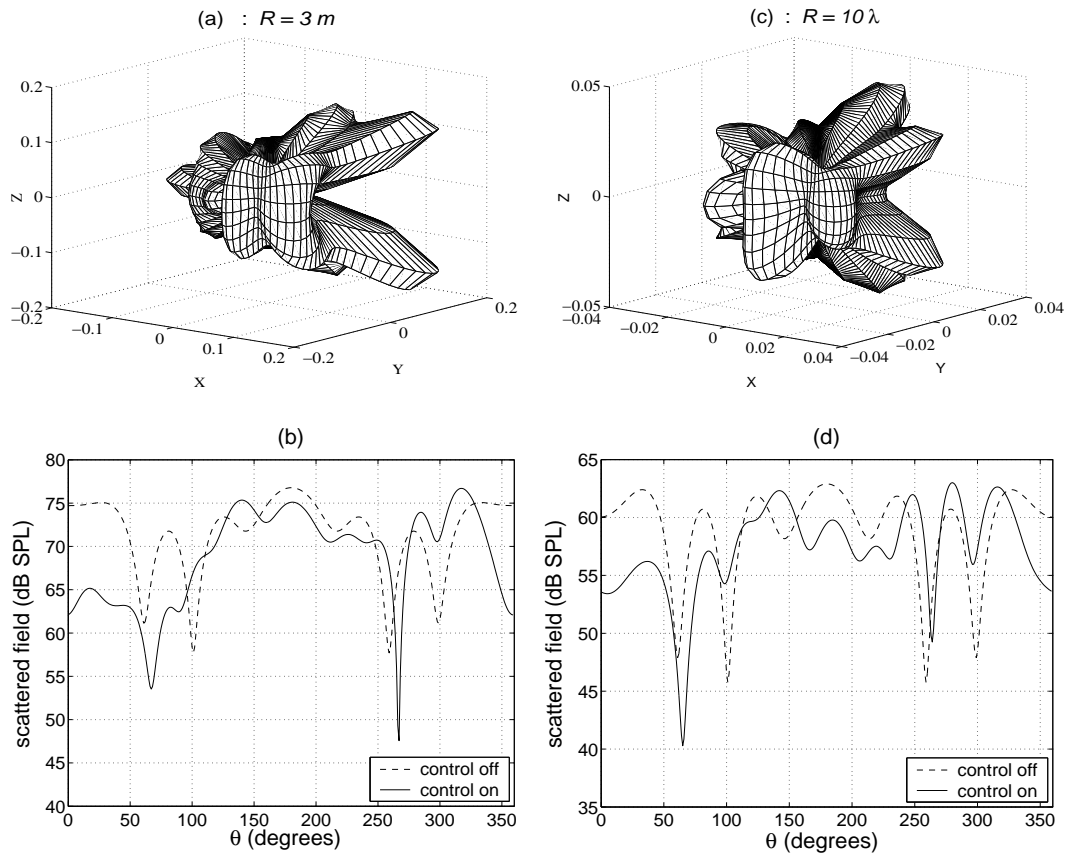 (a) : R = 3 m
0.2
0.1
0
−0.1
−0.2
Z
−0.2
−0.1
0
0.1
0.2
X
−0.2
0
0.2
Y
(c) : R = 10 λ
0.05
0
−0.05
Z
−0.04
−0.02
0
0.02
0.04
X
−0.04
−0.02
0
0.02
0.04
Y
(b)
80
75
70
65
60
55
50
45
40
scattered field (dB SPL)
0 50 100 150 200 250 300 350
θ (degrees)
control off
control on
(d)
65
60
55
50
45
40
35
scattered field (dB SPL)
0 50 100 150 200 250 300 350
θ (degrees)
control off
control on